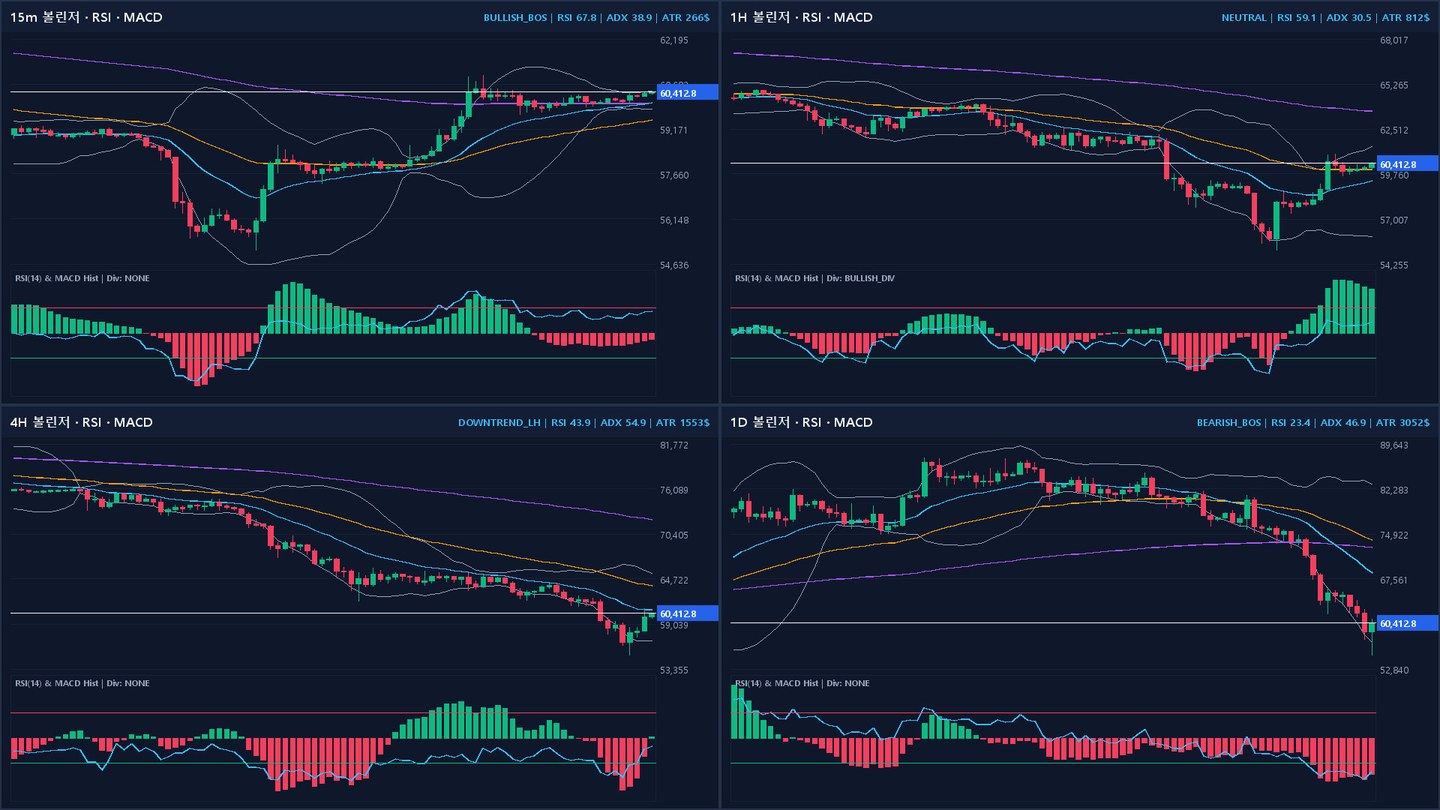 15m 볼린저 · RSI · MACD
BULLISH_BOS | RSI 67.8 | ADX 38.9 | ATR 266$
62,195
60,412.8
59,171
57,660
56,148
54,636
RSI(14) & MACD Hist | Div: NONE
1H 볼린저 · RSI · MACD
NEUTRAL | RSI 59.1 | ADX 30.5 | ATR 812$
68,017
65,265
62,512
60,412.8
59,760
57,007
54,255
RSI(14) & MACD Hist | Div: BULLISH_DIV
4H 볼린저 · RSI · MACD
DOWNTREND_LH | RSI 43.9 | ADX 54.9 | ATR 1553$
81,772
76,089
70,405
64,722
60,412.8
59,039
53,355
RSI(14) & MACD Hist | Div: NONE
1D 볼린저 · RSI · MACD
BEARISH_BOS | RSI 23.4 | ADX 46.9 | ATR 3052$
89,643
82,283
74,922
67,561
60,412.8
52,840
RSI(14) & MACD Hist | Div: NONE